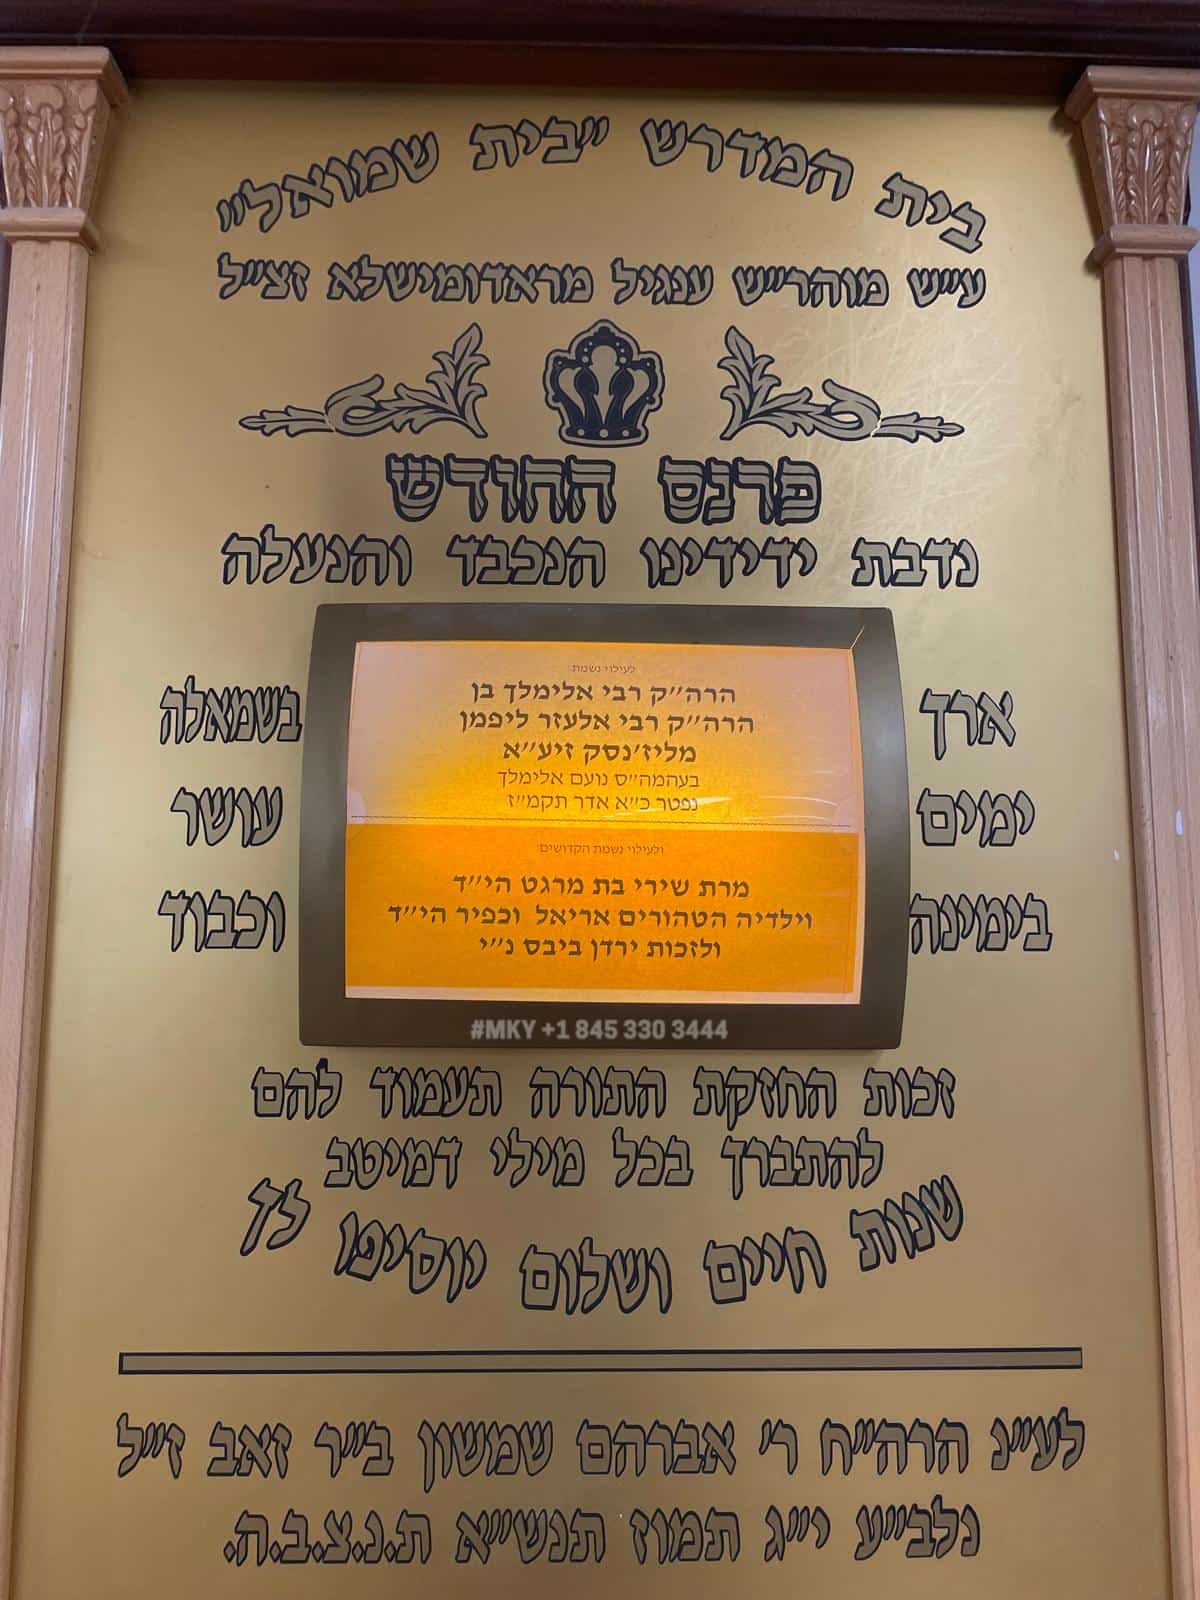 בית המדרש "בית שמואל"
ע"ש מוהר"ש ענגיל מראדומישלא זצ"ל
פרנס החודש
נדבת ידידינו הנכבד והנעלה
ארך
ימים
בימינה
בשמאלה
עושר
וכבוד
לעילוי נשמת
הרה"ק רבי אלימלך בן
הרה"ק רבי אלעזר ליפמן
מליז'נסק זיע"א
בעהמה"ס נועם אלימלך
נפטר כ"א אדר תקמ"ז
ולעילוי נשמת הקדושים
מרת שירי בת מרגט הי"ד
וילדיה הטהורים אריאל וכפיר הי"ד
ולזכות ירדן ביבס נ"י
#MKY +1 845 330 3444
זכות החזקת התורה תעמוד להם
להתברך בכל מילי דמיטב
שנות חיים ושלום יוסיפו לך
לע"נ הרה"ח ר' אברהם שמשון ב"ר זאב ז"ל
נלב"ע י"ג תמוז תנש"א ת.נ.צ.ב.ה.